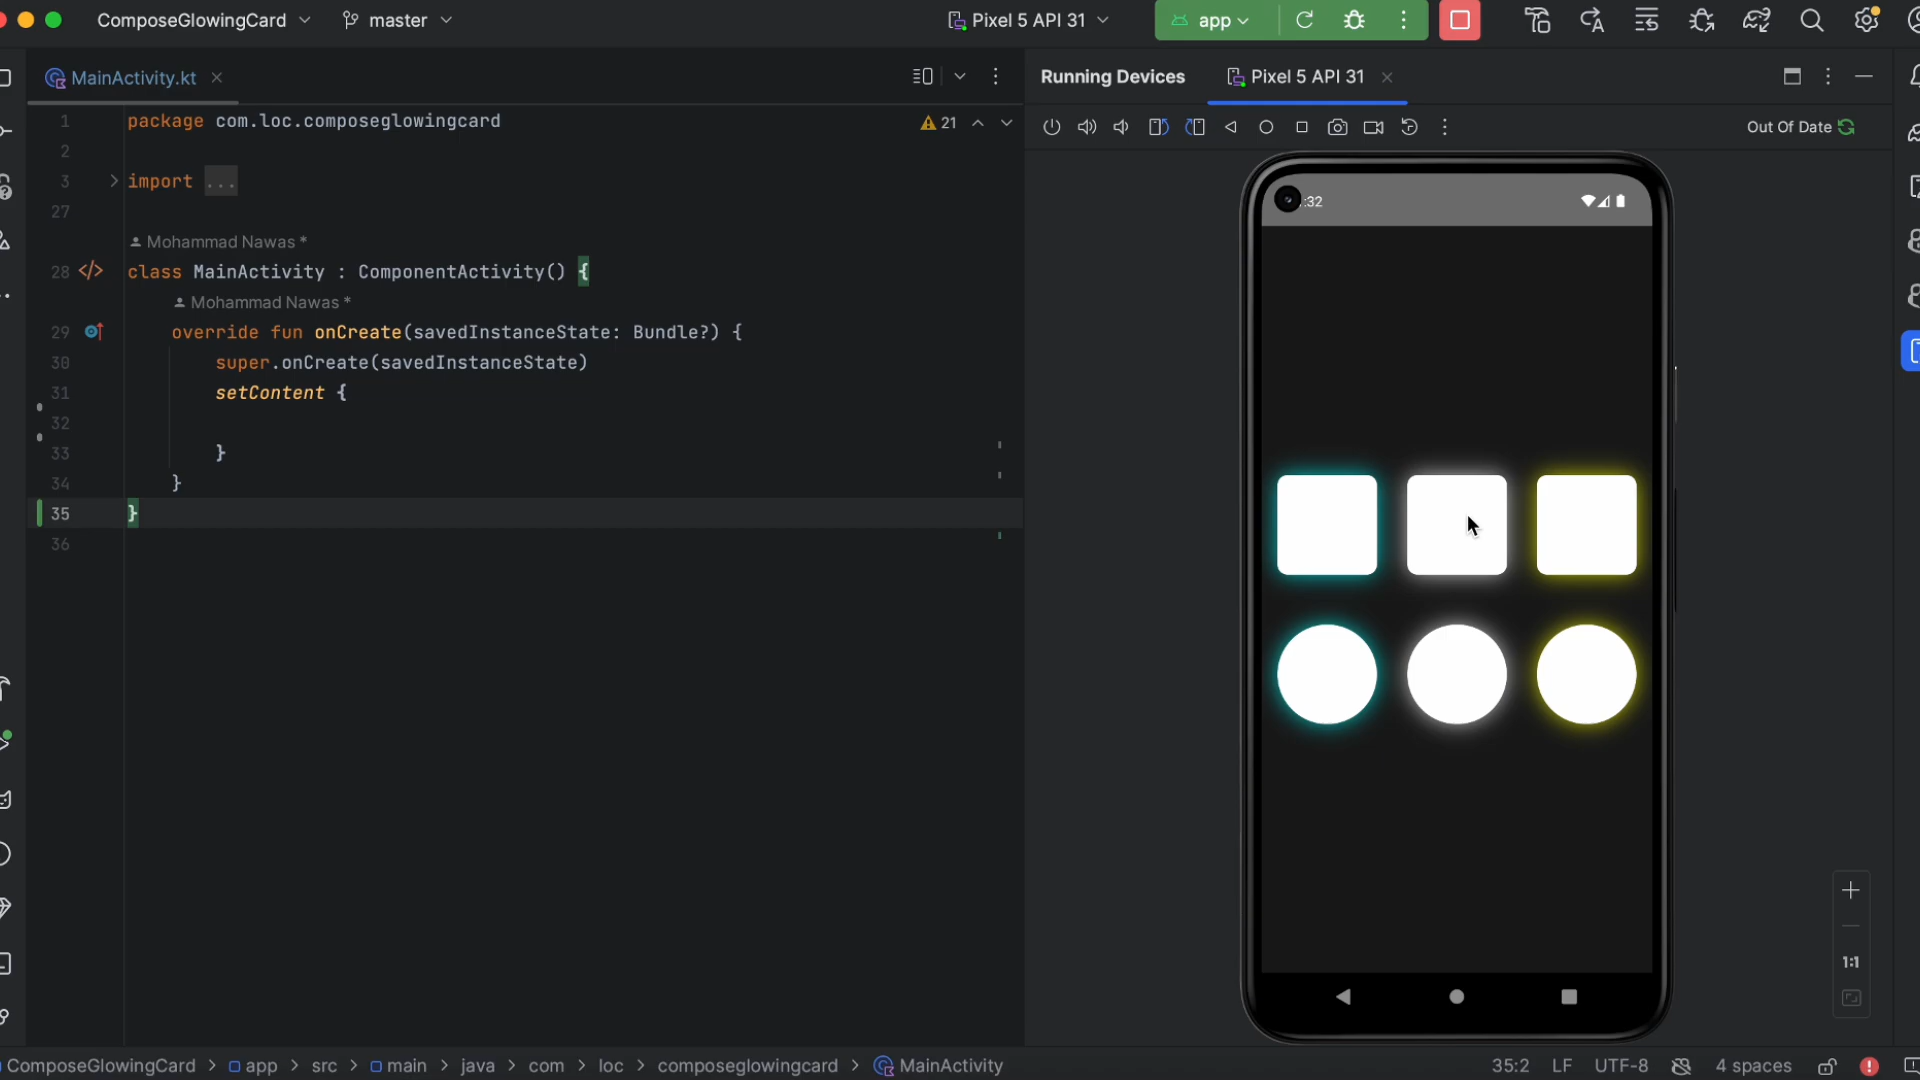 ComposeGlowingCard master Pixel 5 API 31 app
MainActivity.kt
Running Devices Pixel 5 API 31
1 package com.loc.composeglowingcard 21
Out Of Date
2
3 import ...
27
Mohammad Nawas *
28 class MainActivity : ComponentActivity() {
Mohammad Nawas *
29 override fun onCreate(savedInstanceState: Bundle?) {
30 super.onCreate(savedInstanceState)
31 setContent {
32
33 }
34 }
35 }
36
:32
1:1
ComposeGlowingCard > app > src > main > java > com > loc > composeglowingcard > MainActivity 35:2 LF UTF-8 4 spaces